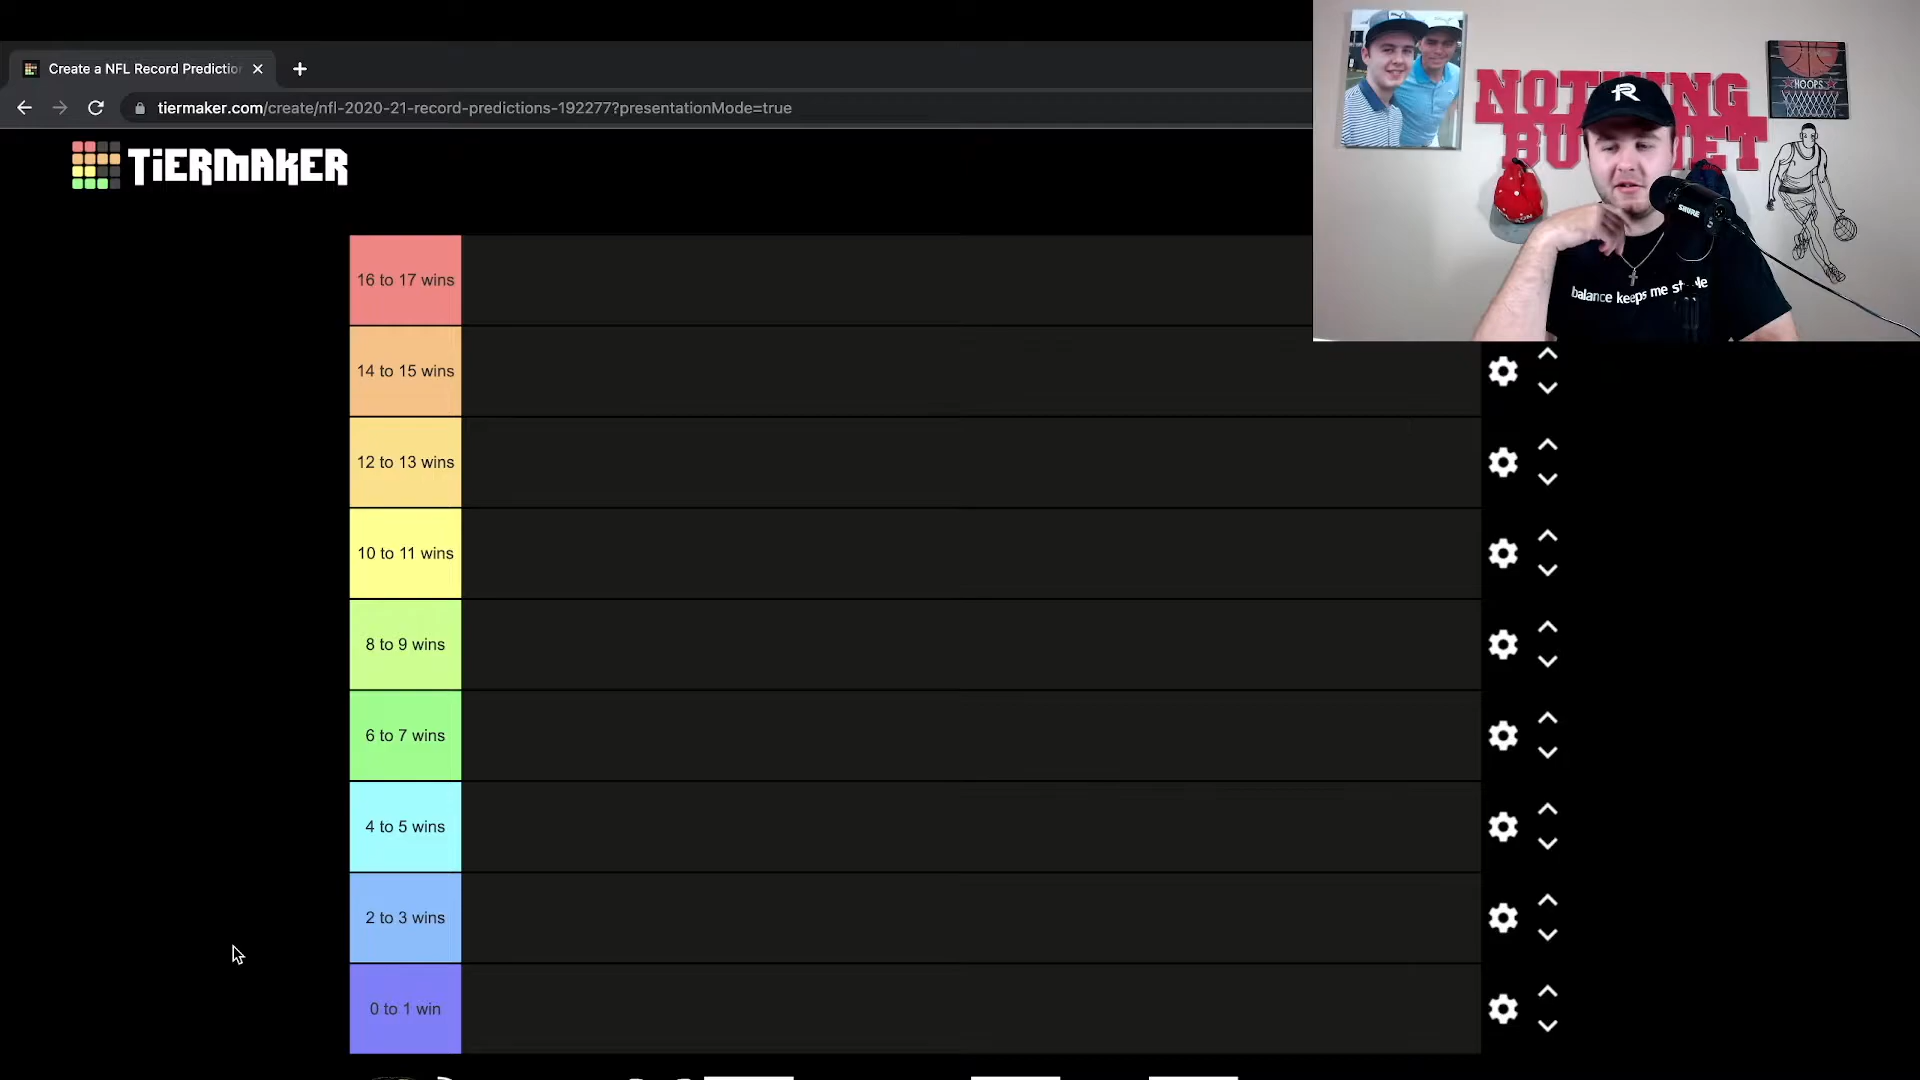 Create a NFL Record Predictio
tiermaker.com/create/nfl-2020-21-record-predictions-192277?presentationMode=true
TiERMAKER
16 to 17 wins
14 to 15 wins
12 to 13 wins
10 to 11 wins
8 to 9 wins
6 to 7 wins
4 to 5 wins
2 to 3 wins
0 to 1 win
HOOPS
SHURE
balance keeps me